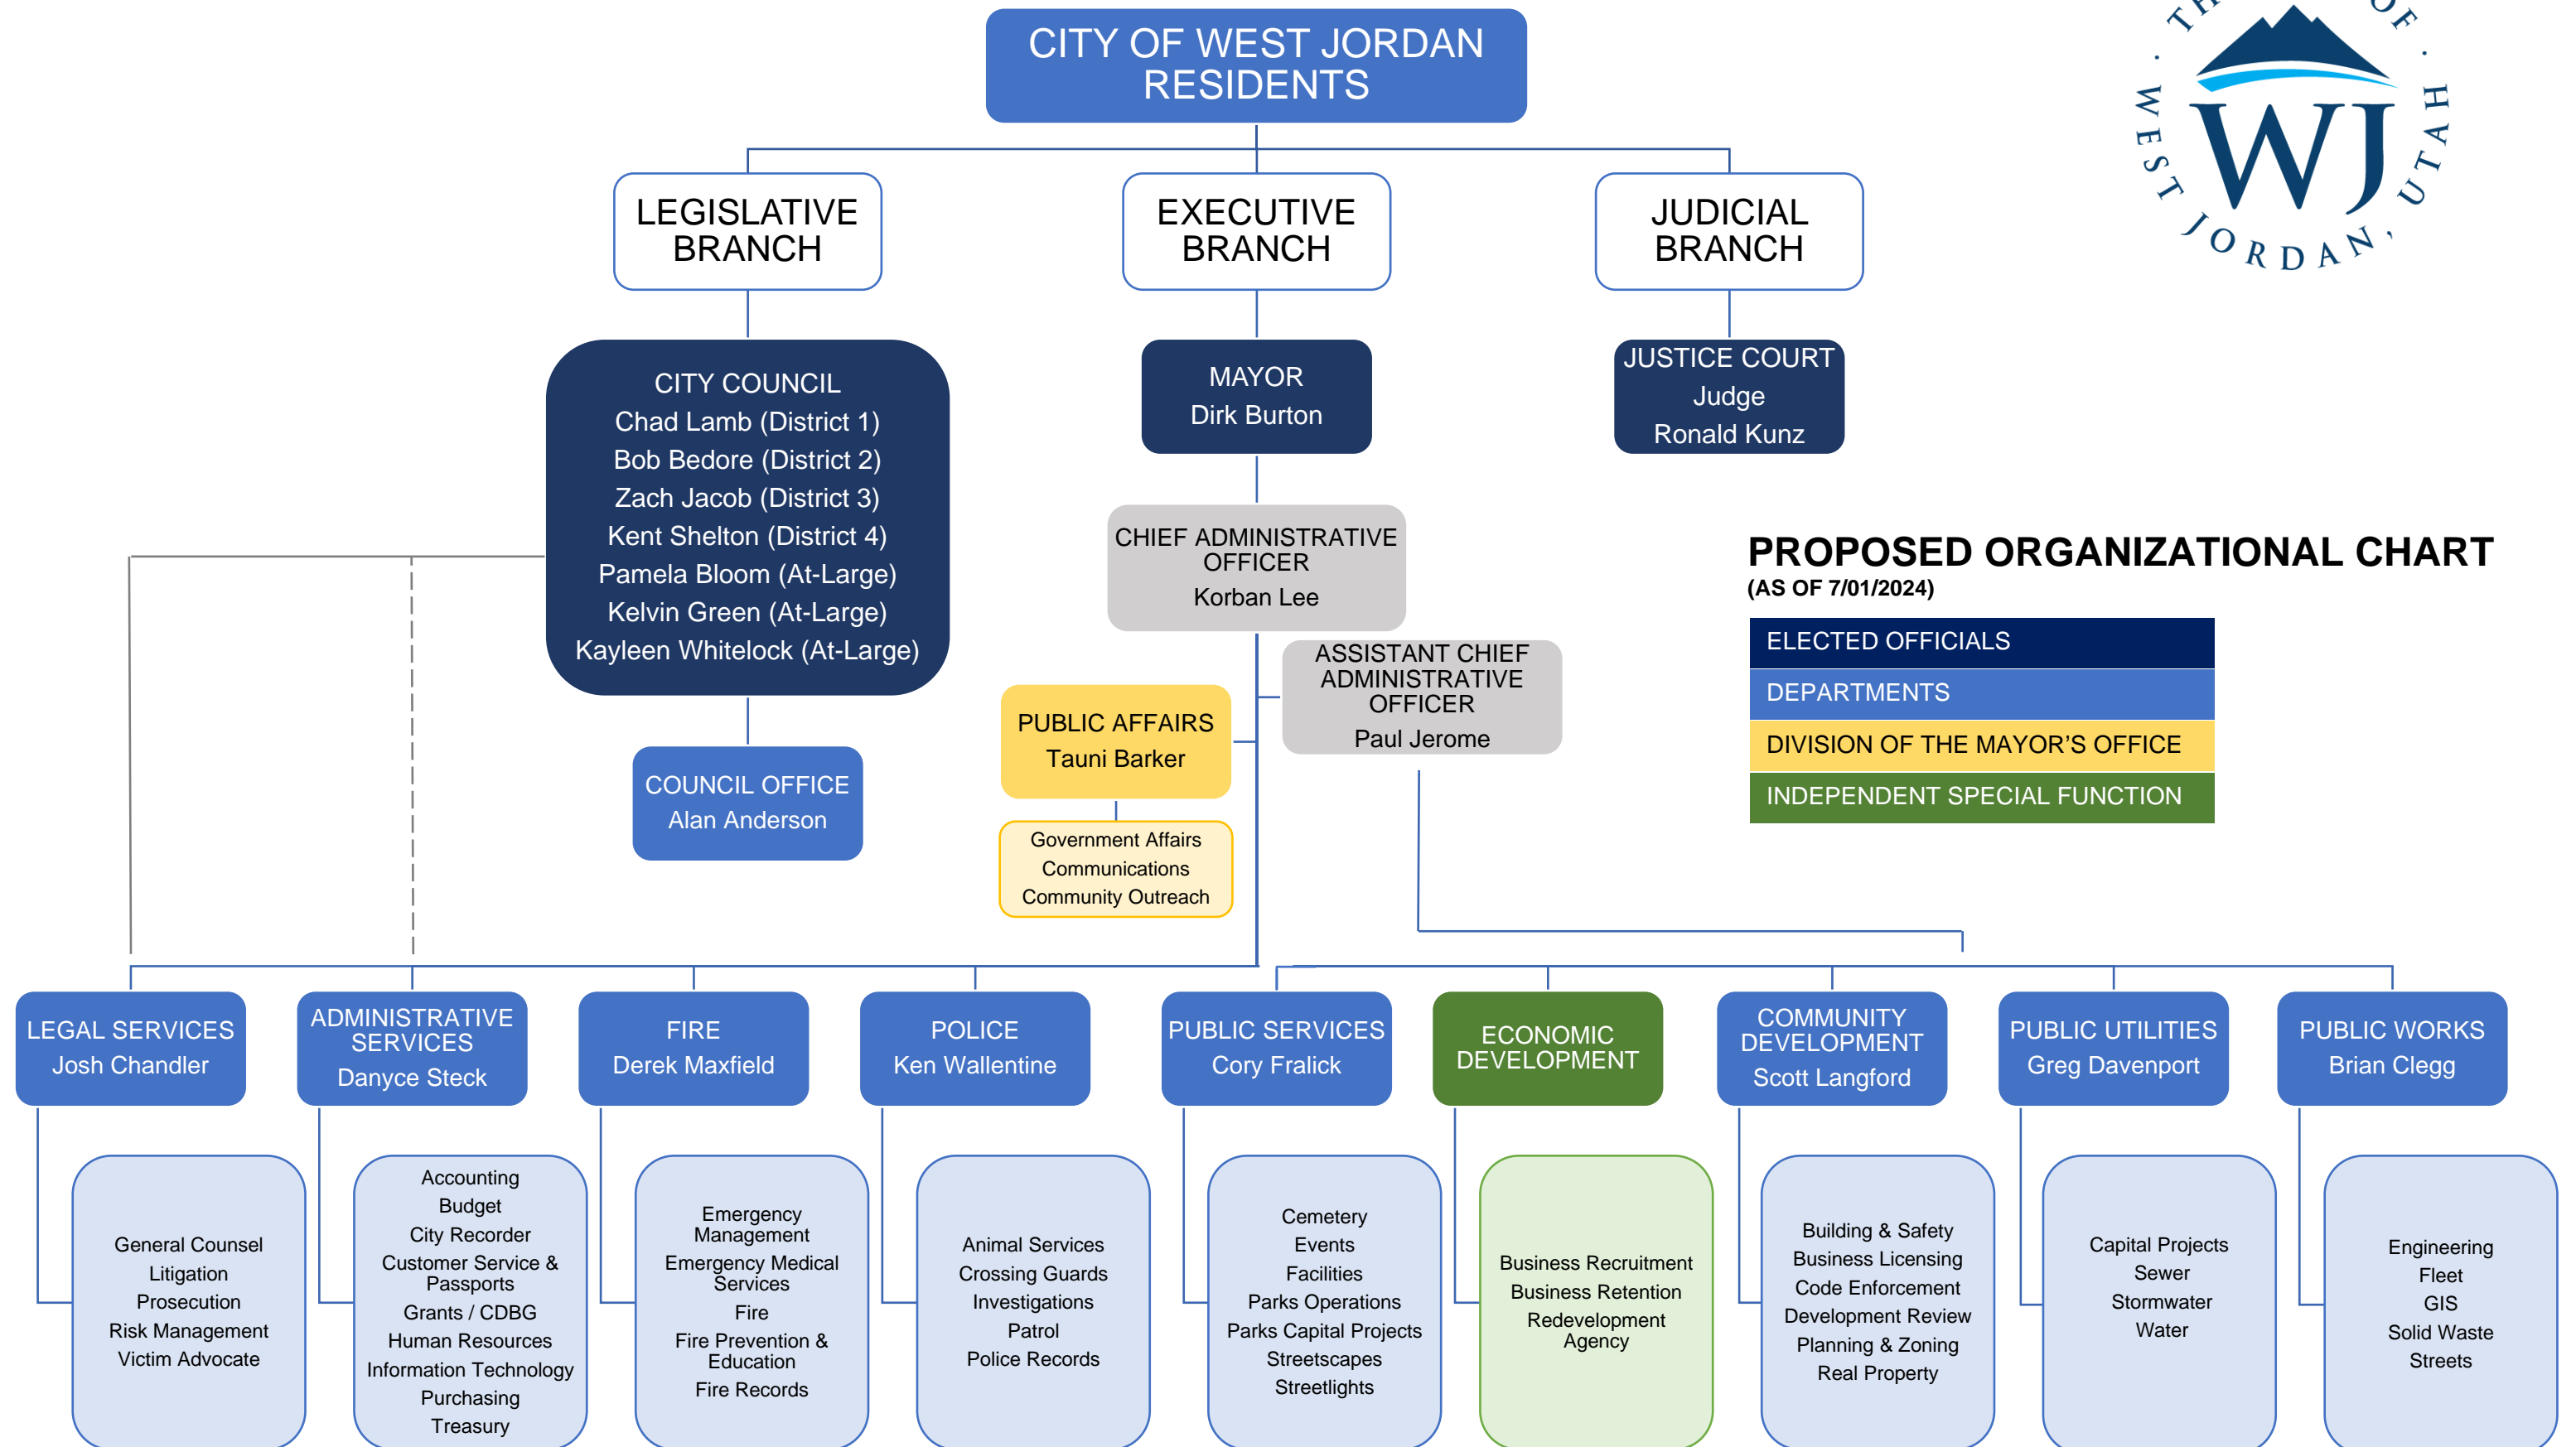 CITY OF WEST JORDAN
RESIDENTS
WEST JORDAN, UTAH
WJ
LEGISLATIVE
BRANCH
EXECUTIVE
BRANCH
JUDICIAL
BRANCH
CITY COUNCIL
Chad Lamb (District 1)
Bob Bedore (District 2)
Zach Jacob (District 3)
Kent Shelton (District 4)
Pamela Bloom (At-Large)
Kelvin Green (At-Large)
Kayleen Whitelock (At-Large)
MAYOR
Dirk Burton
JUSTICE COURT
Judge
Ronald Kunz
CHIEF ADMINISTRATIVE
OFFICER
Korban Lee
PROPOSED ORGANIZATIONAL CHART
(AS OF 7/01/2024)
ELECTED OFFICIALS
DEPARTMENTS
DIVISION OF THE MAYOR’S OFFICE
INDEPENDENT SPECIAL FUNCTION
ASSISTANT CHIEF
ADMINISTRATIVE
OFFICER
Paul Jerome
PUBLIC AFFAIRS
Tauni Barker
Government Affairs
Communications
Community Outreach
COUNCIL OFFICE
Alan Anderson
LEGAL SERVICES
Josh Chandler
ADMINISTRATIVE
SERVICES
Danyce Steck
FIRE
Derek Maxfield
POLICE
Ken Wallentine
PUBLIC SERVICES
Cory Fralick
ECONOMIC
DEVELOPMENT
COMMUNITY
DEVELOPMENT
Scott Langford
PUBLIC UTILITIES
Greg Davenport
PUBLIC WORKS
Brian Clegg
General Counsel
Litigation
Prosecution
Risk Management
Victim Advocate
Accounting
Budget
City Recorder
Customer Service &
Passports
Grants / CDBG
Human Resources
Information Technology
Purchasing
Treasury
Emergency
Management
Emergency Medical
Services
Fire
Fire Prevention &
Education
Fire Records
Animal Services
Crossing Guards
Investigations
Patrol
Police Records
Cemetery
Events
Facilities
Parks Operations
Parks Capital Projects
Streetscapes
Streetlights
Business Recruitment
Business Retention
Redevelopment
Agency
Building & Safety
Business Licensing
Code Enforcement
Development Review
Planning & Zoning
Real Property
Capital Projects
Sewer
Stormwater
Water
Engineering
Fleet
GIS
Solid Waste
Streets